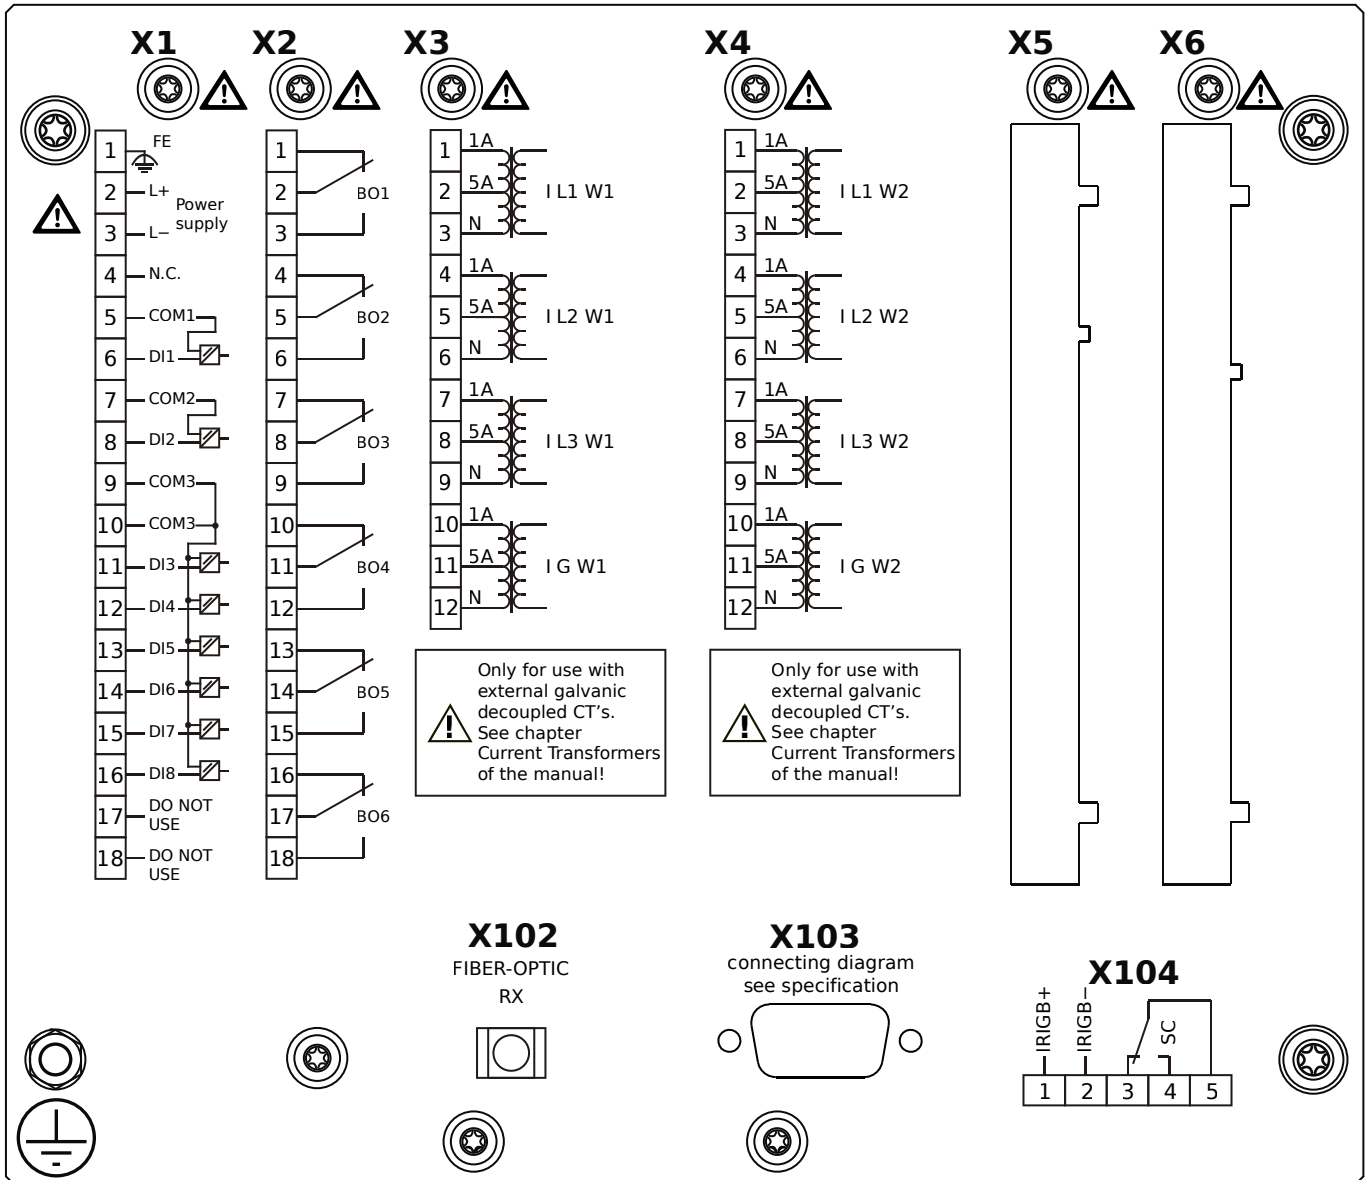 X1 X2 X3 X4 X5 X6
1 FE
2 L+
Power
supply
3 L−
4 N.C.
5 COM1
6 DI1
7 COM2
8 DI2
9 COM3
10 COM3
11 DI3
12 DI4
13 DI5
14 DI6
15 DI7
16 DI8
17 DO NOT
USE
18 DO NOT
USE
1
2 BO1
3
4
5 BO2
6
7
8 BO3
9
10
11 BO4
12
13
14 BO5
15
16
17 BO6
18
1 1A
2 5A I L1 W1
3 N
4 1A
5 5A I L2 W1
6 N
7 1A
8 5A I L3 W1
9 N
10 1A
11 5A I G W1
12 N
Only for use with
external galvanic
decoupled CT's.
See chapter
Current Transformers
of the manual!
1 1A
2 5A I L1 W2
3 N
4 1A
5 5A I L2 W2
6 N
7 1A
8 5A I L3 W2
9 N
10 1A
11 5A I G W2
12 N
Only for use with
external galvanic
decoupled CT's.
See chapter
Current Transformers
of the manual!
X102
FIBER-OPTIC
RX
X103
connecting diagram
see specification
X104
IRIGB+
IRIGB−
SC
1 2 3 4 5